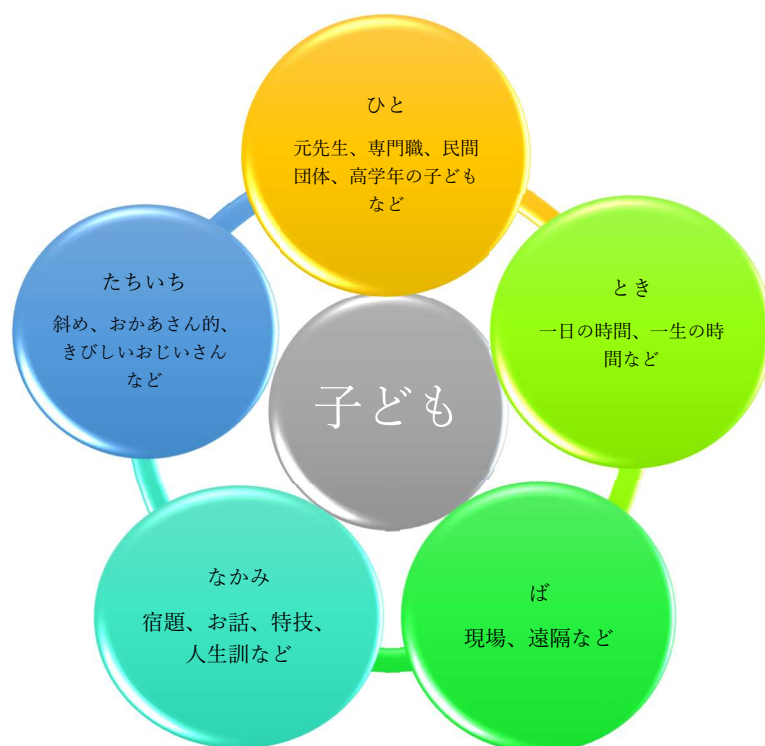 ひと
元先生、専門職、民間
団体、高学年の子ども
など
とき
一日の時間、一生の時
間など
ば
現場、遠隔など
なかみ
宿題、お話、特技、
人生訓など
たちいち
斜め、おかあさん的、
きびしいおじいさん
など
子ども